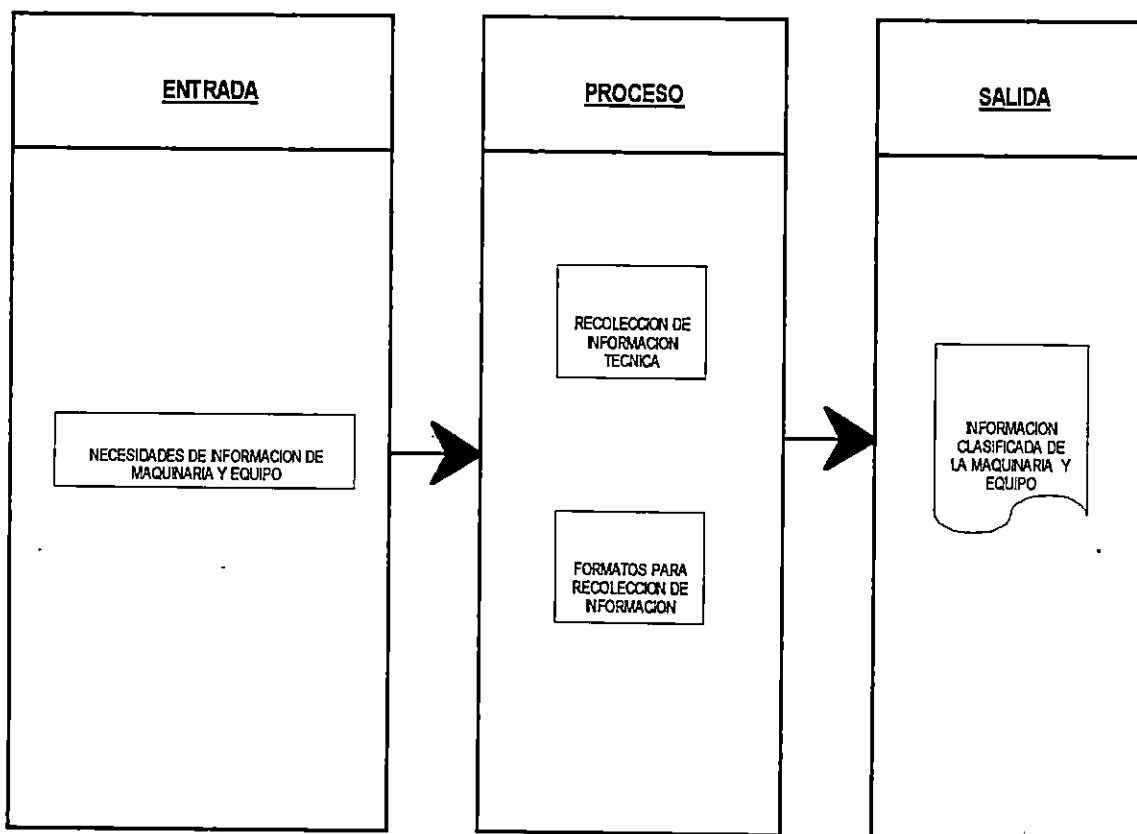 ENTRADA
NECESIDADES DE INFORMACION DE
MAQUINARIA Y EQUIPO
PROCESO
RECOLECCION DE
INFORMACION
TECNICA
FORMATOS PARA
RECOLECCION DE
INFORMACION
SALIDA
INFORMACION
CLASIFICADA DE
LA MAQUINARIA Y
EQUIPO